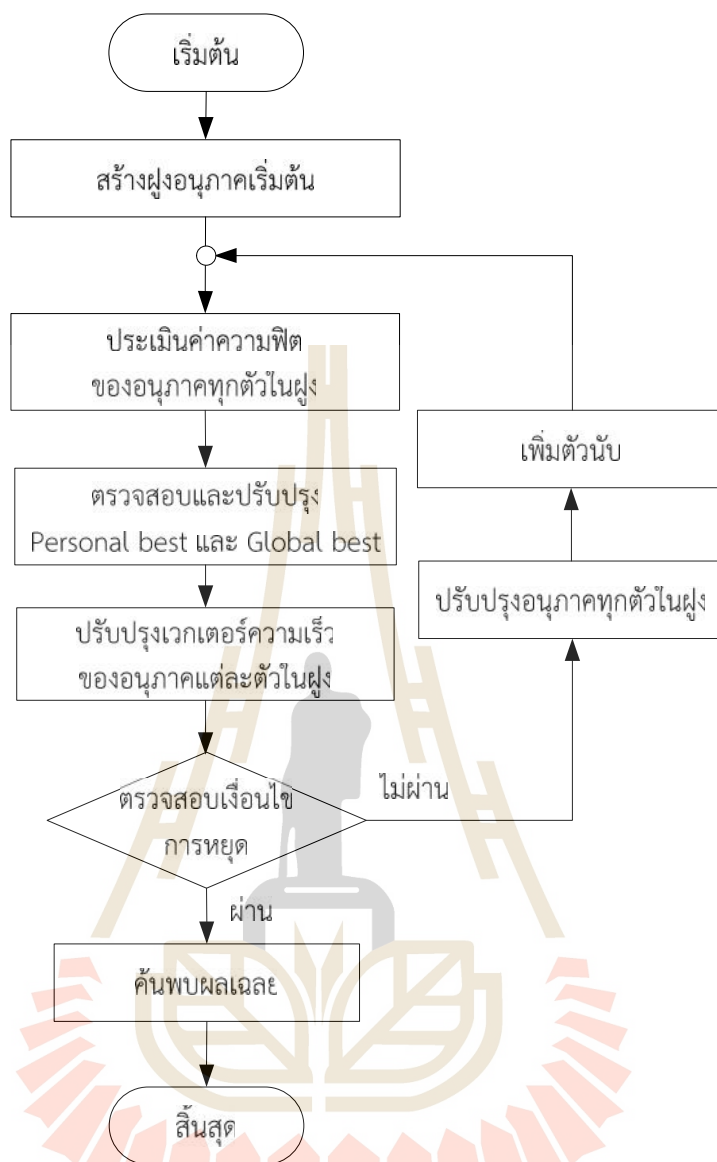 เริ่มต้น
สร้างฝูงอนุภาคเริ่มต้น
ประเมินค่าความฟิต
ของอนุภาคทุกตัวในฝูง
ตรวจสอบและปรับปรุง
Personal best และ Global best
ปรับปรุงเวกเตอร์ความเร็ว
ของอนุภาคแต่ละตัวในฝูง
ตรวจสอบเงื่อนไข
การหยุด
ไม่ผ่าน
ปรับปรุงอนุภาคทุกตัวในฝูง
เพิ่มตัวนับ
ผ่าน
ค้นพบผลเฉลย
สิ้นสุด